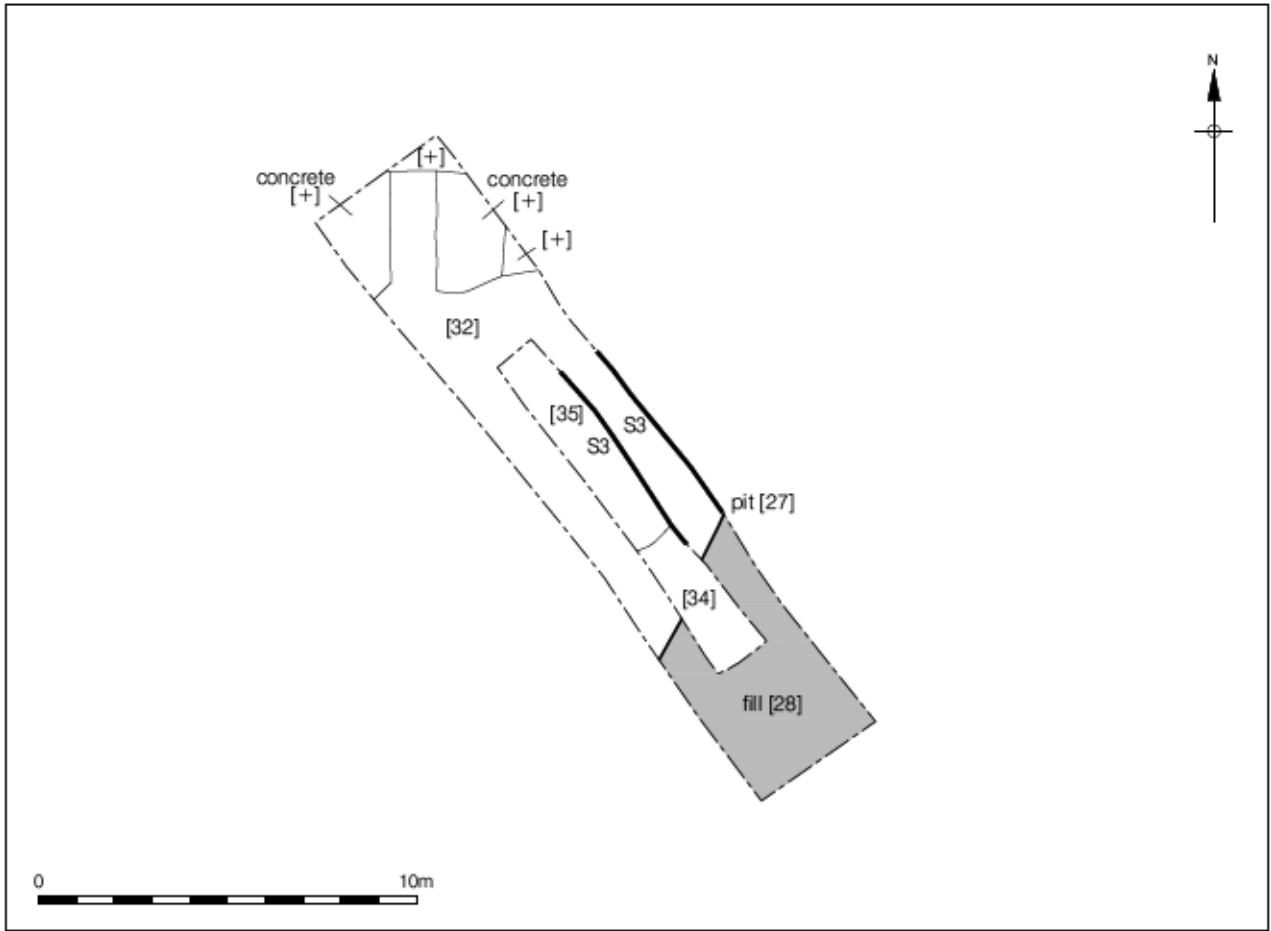 N
[+]
concrete
[+]
concrete
[+]
[+]
[32]
[35]
S3
S3
pit [27]
[34]
fill [28]
0
10m